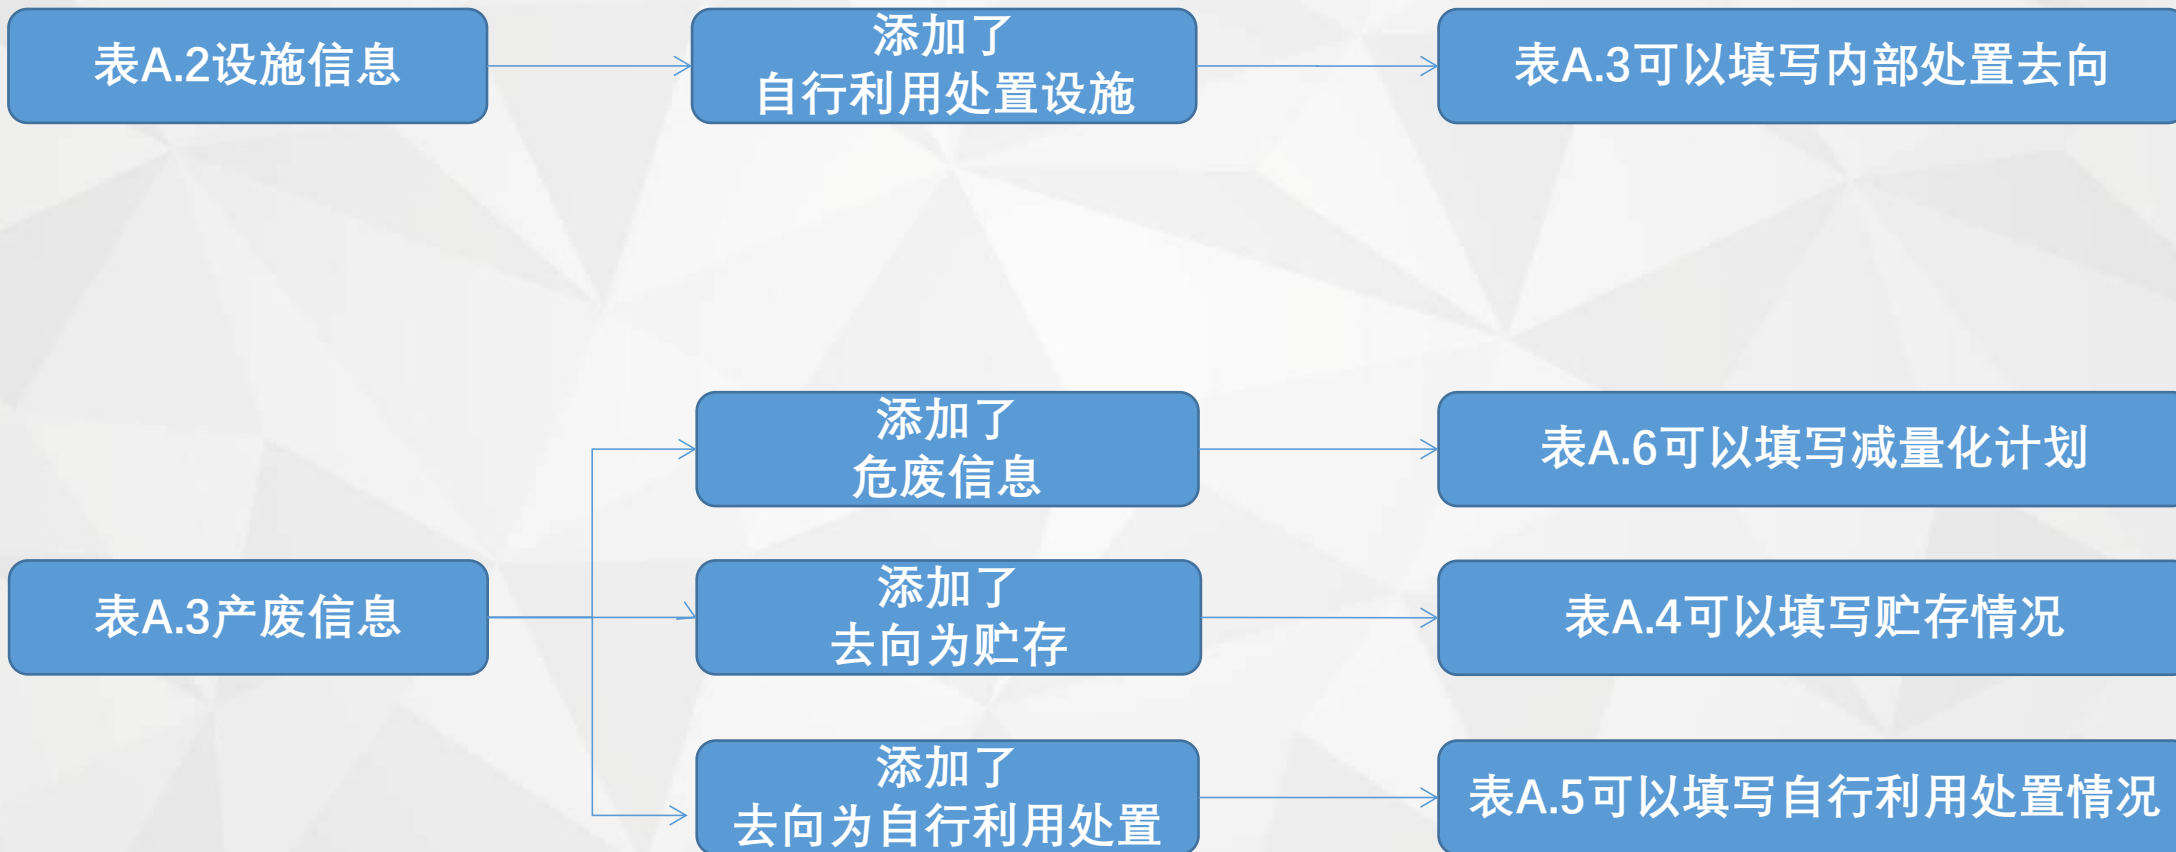 表A.2设施信息
添加了
自行利用处置设施
表A.3可以填写内部处置去向
表A.3产废信息
添加了
危废信息
表A.6可以填写减量化计划
添加了
去向为贮存
表A.4可以填写贮存情况
添加了
去向为自行利用处置
表A.5可以填写自行利用处置情况